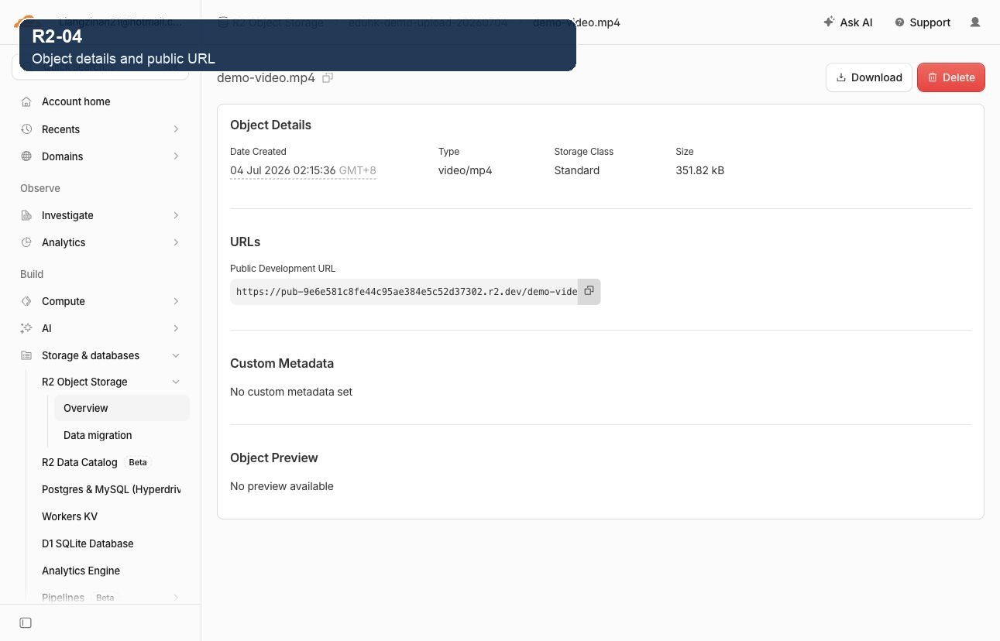 R2-04
Object details and public URL
Liangzinan21@hotmail.c...
R2 Object Storage
edunk-demo-upload-20260704
demo-video.mp4
Ask AI
Support
demo-video.mp4
Download
Delete
Account home
Recents
Domains
Observe
Investigate
Analytics
Build
Compute
AI
Storage & databases
R2 Object Storage
Overview
Data migration
R2 Data Catalog Beta
Postgres & MySQL (Hyperdriv
Workers KV
D1 SQLite Database
Analytics Engine
Pipelines Beta
Object Details
Date Created Type Storage Class Size
04 Jul 2026 02:15:36 GMT+8 video/mp4 Standard 351.82 kB
URLs
Public Development URL
https://pub-9e6e581c8fe44c95ae384e5c52d37302.r2.dev/demo-vide
Custom Metadata
No custom metadata set
Object Preview
No preview available